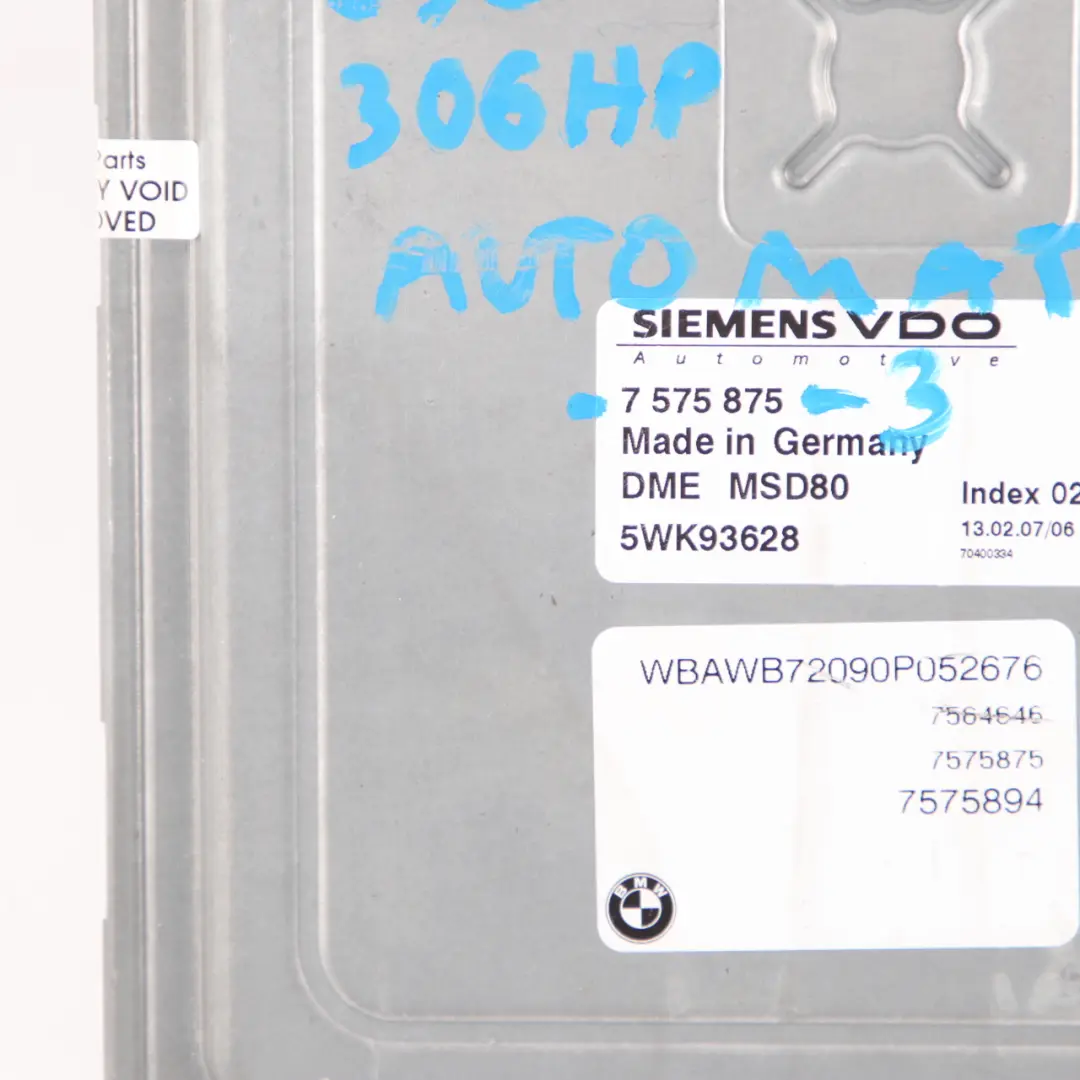 306HP
Parts
Y VOID
OVED
AUTOMAT
SIEMENS VDO
Automotive
- 7 575 875 - 3
Made in Germany
DME MSD80
Index 02
5WK93628
13.02.07/06
70400334
WBAWB72090P052676
7564646
7575875
7575894
BMW